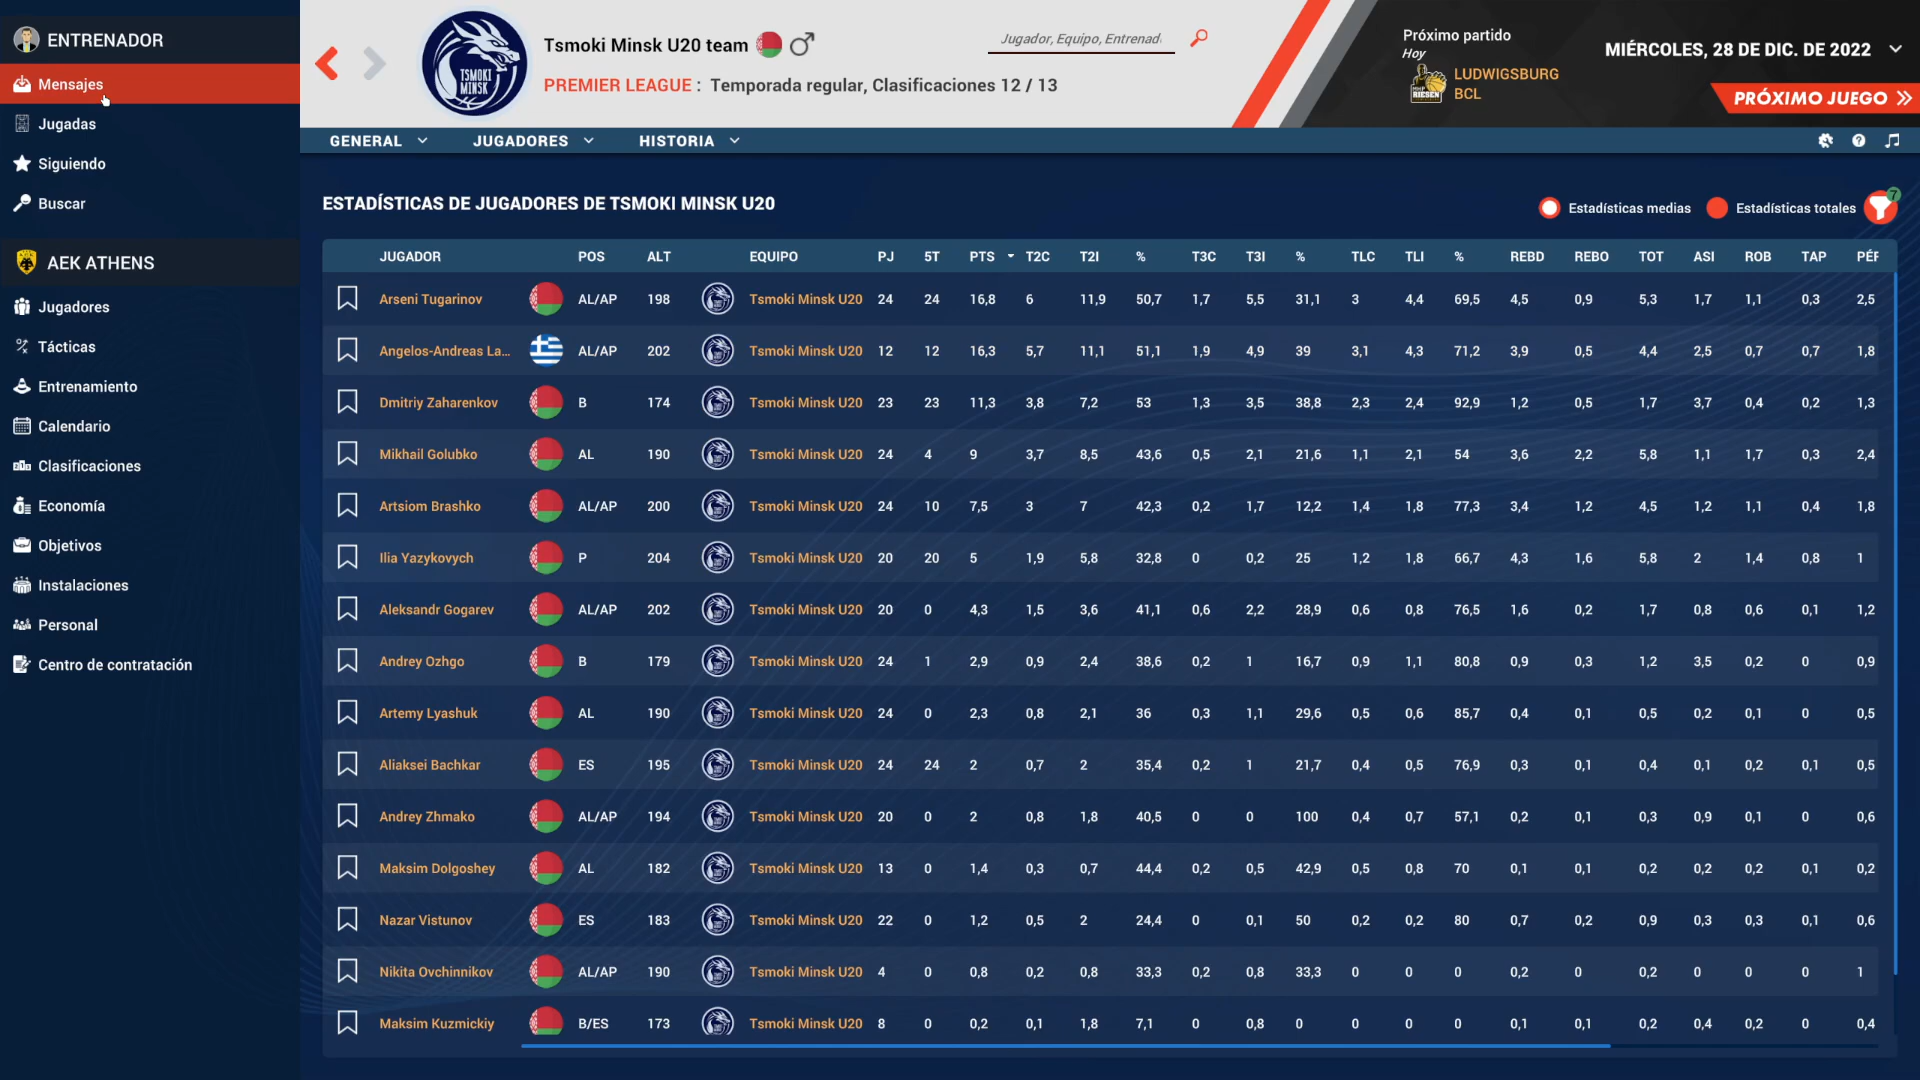 ENTRENADOR
Mensajes
Jugadas
Siguiendo
Buscar
AEK ATHENS
Jugadores
Tácticas
Entrenamiento
Calendario
Clasificaciones
Economía
Objetivos
Instalaciones
Personal
Centro de contratación
TSMOKI MINSK
Tsmoki Minsk U20 team
PREMIER LEAGUE : Temporada regular, Clasificaciones 12 / 13
Jugador, Equipo, Entrenad
Próximo partido
Hoy
RIESEN
LUDWIGSBURG
BCL
MIÉRCOLES, 28 DE DIC. DE 2022
PRÓXIMO JUEGO
GENERAL JUGADORES HISTORIA
ESTADÍSTICAS DE JUGADORES DE TSMOKI MINSK U20
Estadísticas medias Estadísticas totales 7
JUGADOR POS ALT EQUIPO PJ 5T PTS T2C T2I % T3C T3I % TLC TLI % REBD REBO TOT ASI ROB TAP PÉR
Arseni Tugarinov AL/AP 198 Tsmoki Minsk U20 24 24 16,8 6 11,9 50,7 1,7 5,5 31,1 3 4,4 69,5 4,5 0,9 5,3 1,7 1,1 0,3 2,5
Angelos-Andreas La... AL/AP 202 Tsmoki Minsk U20 12 12 16,3 5,7 11,1 51,1 1,9 4,9 39 3,1 4,3 71,2 3,9 0,5 4,4 2,5 0,7 0,7 1,8
Dmitriy Zaharenkov B 174 Tsmoki Minsk U20 23 23 11,3 3,8 7,2 53 1,3 3,5 38,8 2,3 2,4 92,9 1,2 0,5 1,7 3,7 0,4 0,2 1,3
Mikhail Golubko AL 190 Tsmoki Minsk U20 24 4 9 3,7 8,5 43,6 0,5 2,1 21,6 1,1 2,1 54 3,6 2,2 5,8 1,1 1,7 0,3 2,4
Artsiom Brashko AL/AP 200 Tsmoki Minsk U20 24 10 7,5 3 7 42,3 0,2 1,7 12,2 1,4 1,8 77,3 3,4 1,2 4,5 1,2 1,1 0,4 1,8
Ilia Yazykovych P 204 Tsmoki Minsk U20 20 20 5 1,9 5,8 32,8 0 0,2 25 1,2 1,8 66,7 4,3 1,6 5,8 2 1,4 0,8 1
Aleksandr Gogarev AL/AP 202 Tsmoki Minsk U20 20 0 4,3 1,5 3,6 41,1 0,6 2,2 28,9 0,6 0,8 76,5 1,6 0,2 1,7 0,8 0,6 0,1 1,2
Andrey Ozhgo B 179 Tsmoki Minsk U20 24 1 2,9 0,9 2,4 38,6 0,2 1 16,7 0,9 1,1 80,8 0,9 0,3 1,2 3,5 0,2 0 0,9
Artemy Lyashuk AL 190 Tsmoki Minsk U20 24 0 2,3 0,8 2,1 36 0,3 1,1 29,6 0,5 0,6 85,7 0,4 0,1 0,5 0,2 0,1 0 0,5
Aliaksei Bachkar ES 195 Tsmoki Minsk U20 24 24 2 0,7 2 35,4 0,2 1 21,7 0,4 0,5 76,9 0,3 0,1 0,4 0,1 0,2 0,1 0,5
Andrey Zhmako AL/AP 194 Tsmoki Minsk U20 20 0 2 0,8 1,8 40,5 0 0 100 0,4 0,7 57,1 0,2 0,1 0,3 0,9 0,1 0 0,6
Maksim Dolgoshey AL 182 Tsmoki Minsk U20 13 0 1,4 0,3 0,7 44,4 0,2 0,5 42,9 0,5 0,8 70 0,1 0,1 0,2 0,2 0,2 0,1 0,2
Nazar Vistunov ES 183 Tsmoki Minsk U20 22 0 1,2 0,5 2 24,4 0 0,1 50 0,2 0,2 80 0,7 0,2 0,9 0,3 0,3 0,1 0,6
Nikita Ovchinnikov AL/AP 190 Tsmoki Minsk U20 4 0 0,8 0,2 0,8 33,3 0,2 0,8 33,3 0 0 0 0,2 0 0,2 0 0 0 1
Maksim Kuzmickiy B/ES 173 Tsmoki Minsk U20 8 0 0,2 0,1 1,8 7,1 0 0,8 0 0 0 0 0,1 0,1 0,2 0,4 0,2 0 0,4